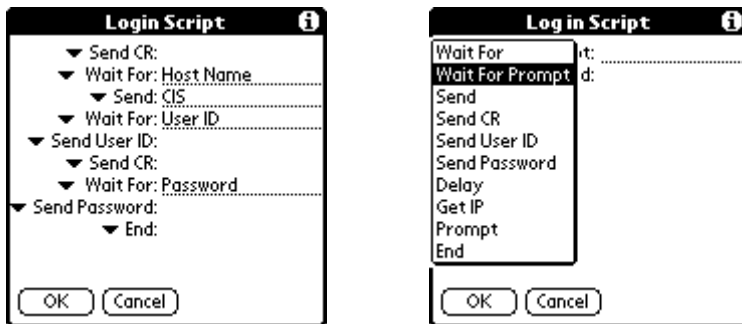 Login Script
▼ Send CR:
▼ Wait For: Host Name
▼ Send: CIS
▼ Wait For: User ID
▼ Send User ID:
▼ Send CR:
▼ Wait For: Password
▼ Send Password:
▼ End:
OK Cancel
Login Script
Wait For
Wait For Prompt
Send
Send CR
Send User ID
Send Password
Delay
Get IP
Prompt
End
OK Cancel